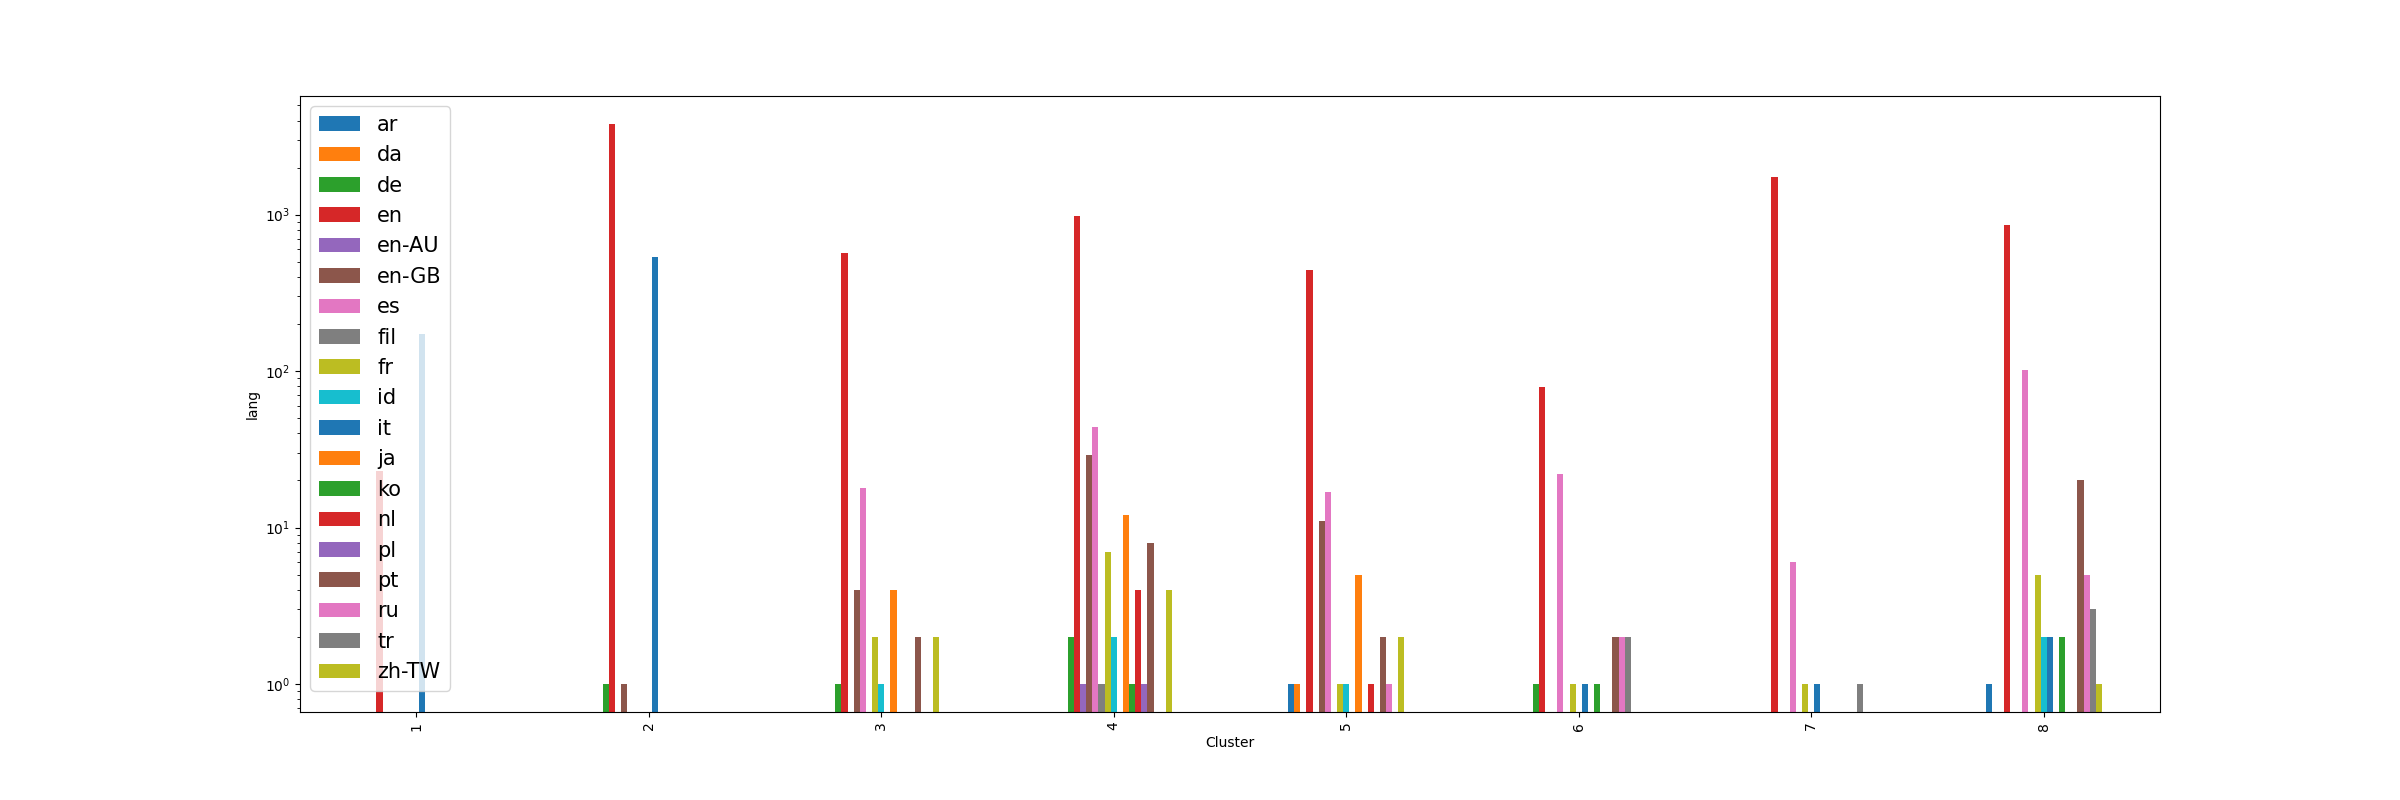 ar
da
de
en
en-AU
en-GB
es
fil
fr
id
it
ja
ko
nl
pl
pt
ru
tr
zh-TW
10³
10²
10¹
10⁰
lang
1
2
3
4
5
6
7
8
Cluster